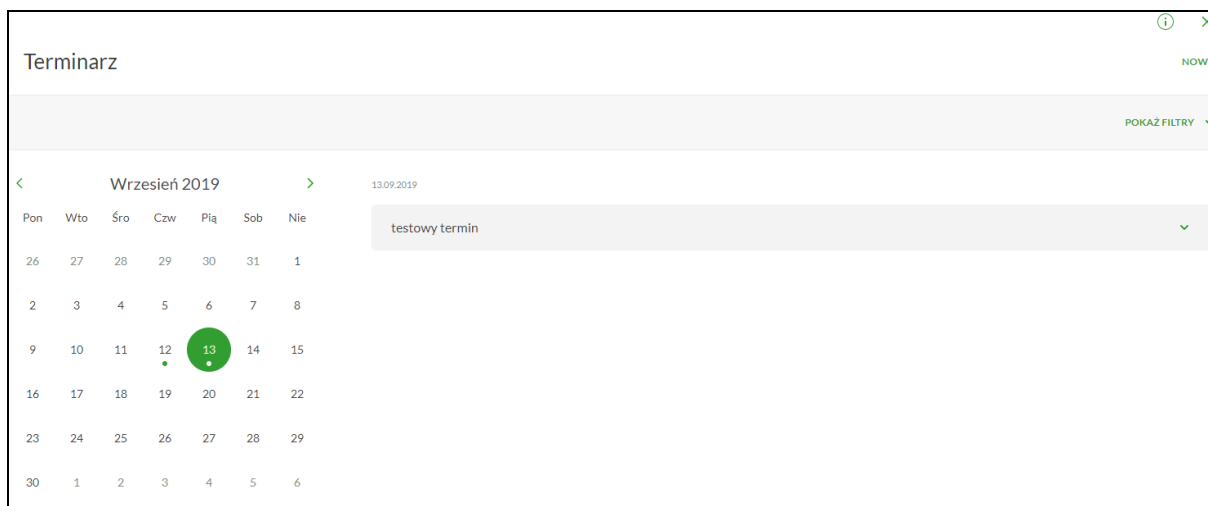 Terminarz
NOW
POKAŻ FILTRY
Wrzesień 2019
13.09.2019
Pon Wto Śro Czw Pią Sob Nie
testowy termin
26 27 28 29 30 31 1
2 3 4 5 6 7 8
9 10 11 12 13 14 15
16 17 18 19 20 21 22
23 24 25 26 27 28 29
30 1 2 3 4 5 6